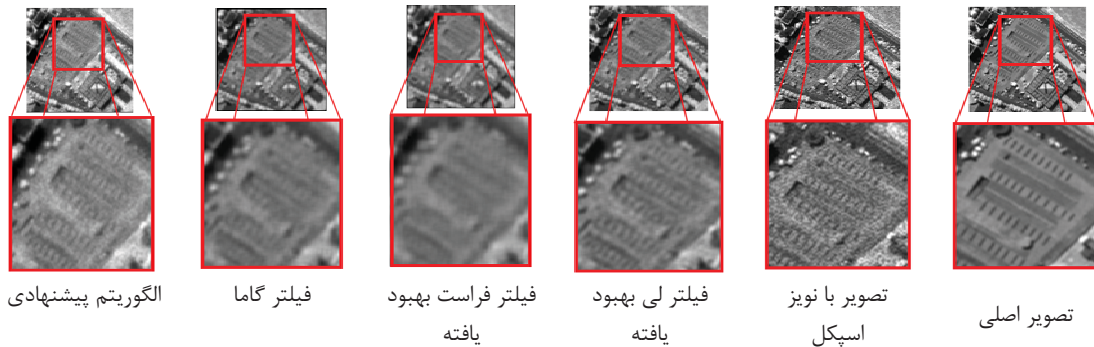 تصویر اصلی
تصویر با نویز
اسپکل
فیلتر لی بهبود
یافته
فیلتر فراست بهبود
یافته
فیلتر گاما
الگوریتم پیشنهادی